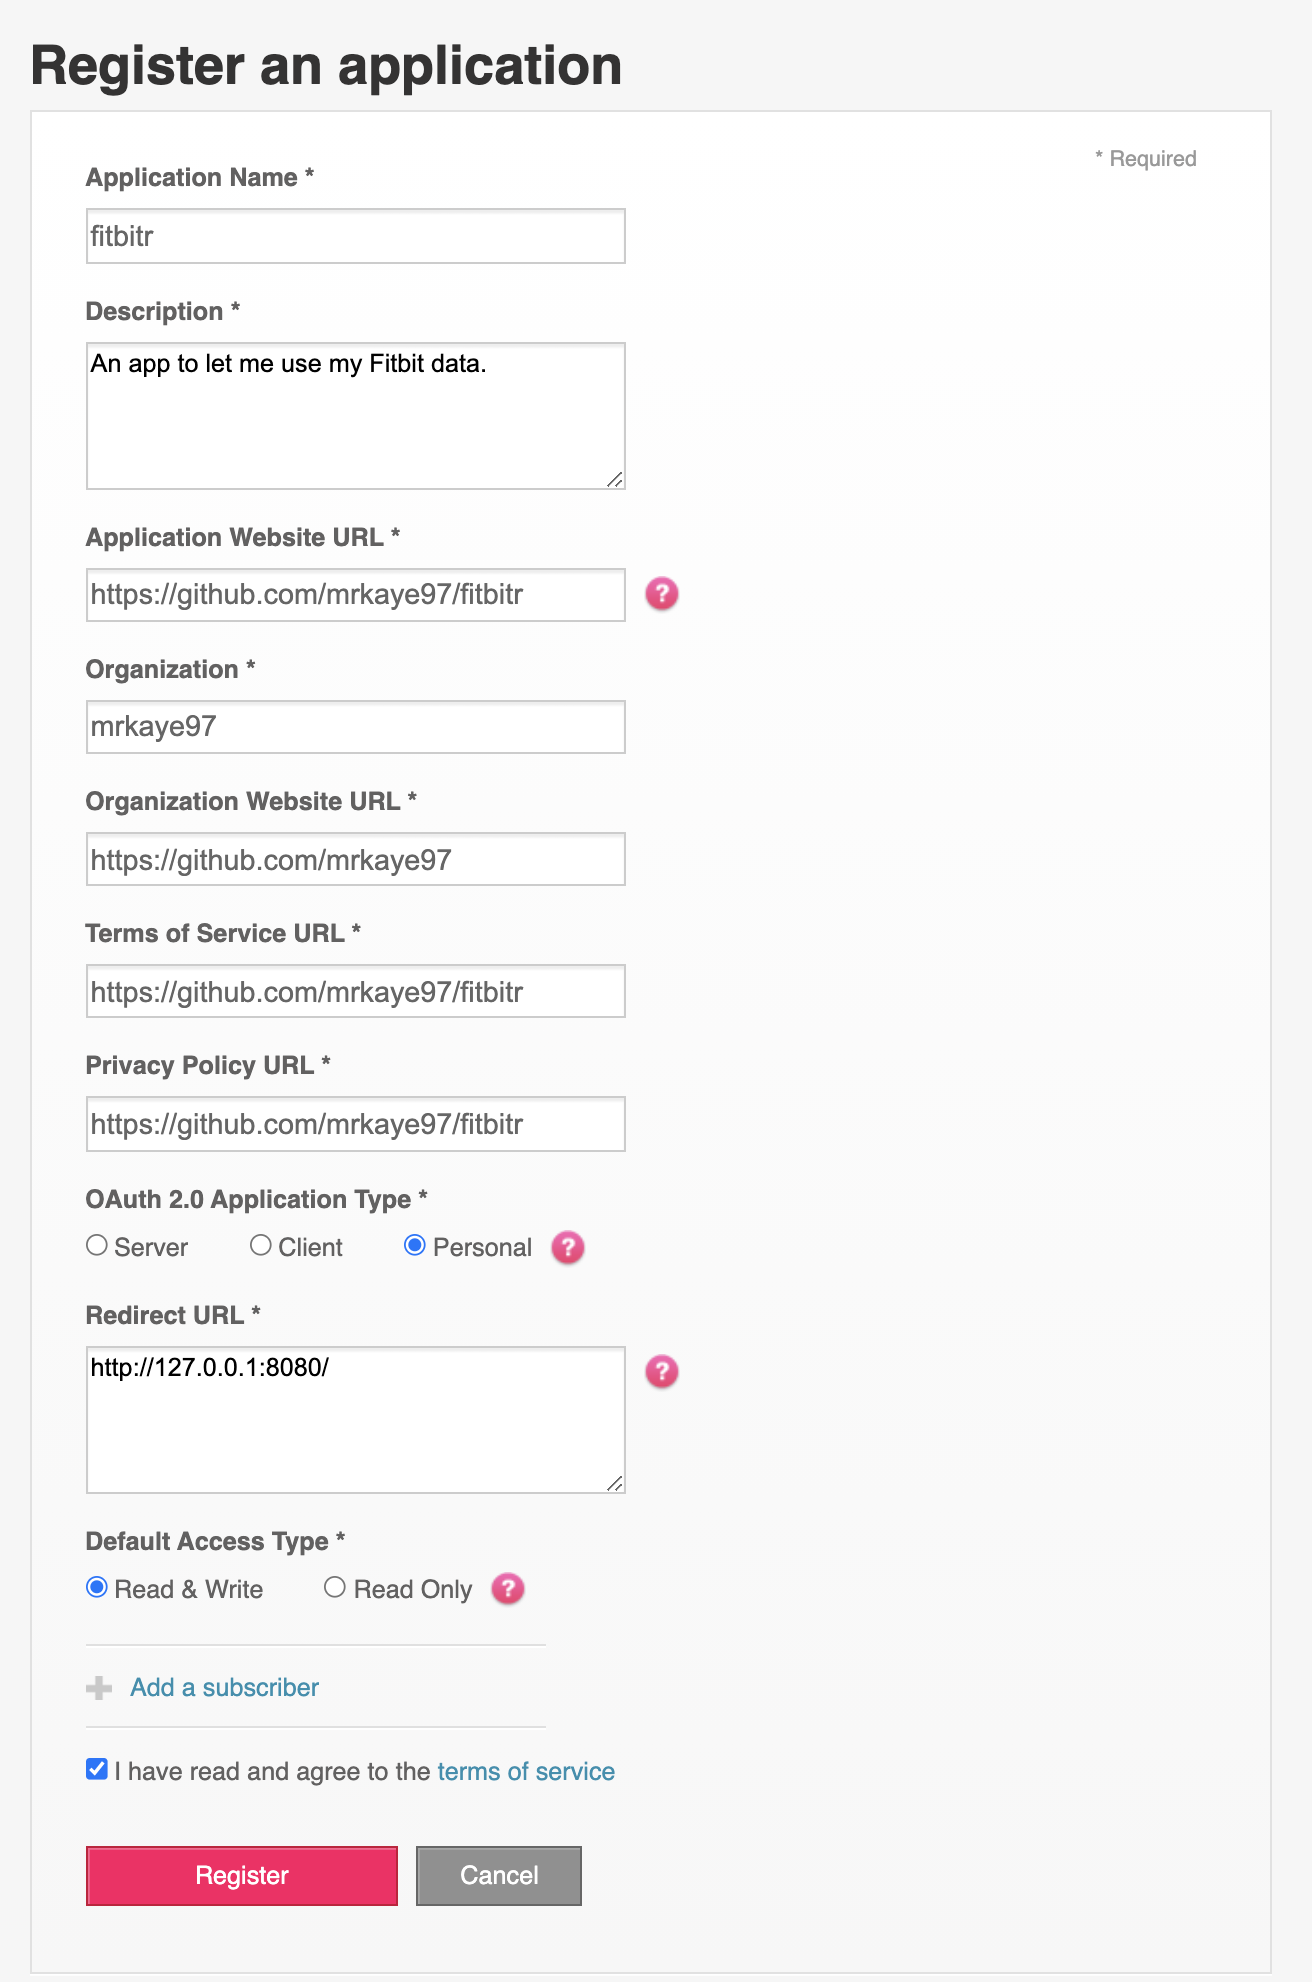 Register an application
* Required
Application Name *
fitbitr
Description *
An app to let me use my Fitbit data.
Application Website URL *
https://github.com/mrkaye97/fitbitr
?
Organization *
mrkaye97
Organization Website URL *
https://github.com/mrkaye97
Terms of Service URL *
https://github.com/mrkaye97/fitbitr
Privacy Policy URL *
https://github.com/mrkaye97/fitbitr
OAuth 2.0 Application Type *
Server Client Personal ?
Redirect URL *
http://127.0.0.1:8080/
?
Default Access Type *
Read & Write Read Only ?
Add a subscriber
I have read and agree to the terms of service
Register Cancel